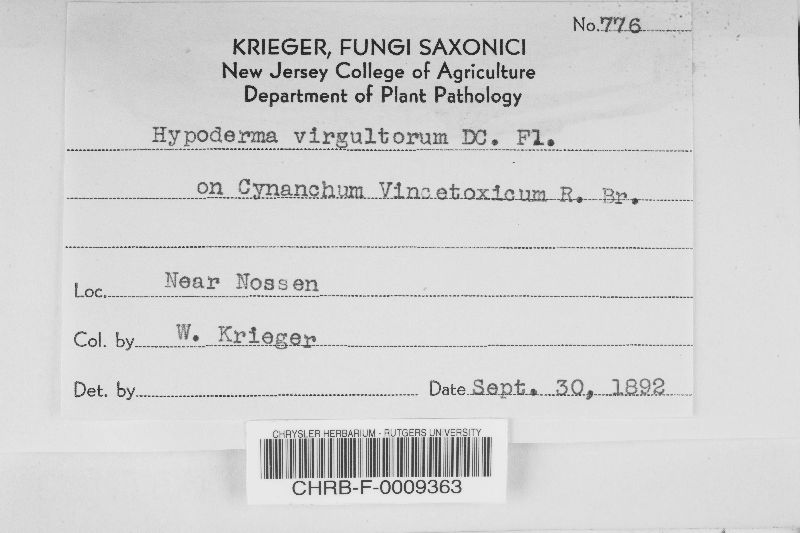 No. 776
KRIEGER, FUNGI SAXONICI
New Jersey College of Agriculture
Department of Plant Pathology
Hypoderma virgultorum DC. Fl.
on Cynanchum Vincetoxicum R. Br.
Loc. Near Nossen
Col. by W. Krieger
Det. by
Date Sept. 30, 1892
CHRYSLER HERBARIUM - RUTGERS UNIVERSITY
CHRB-F-0009363